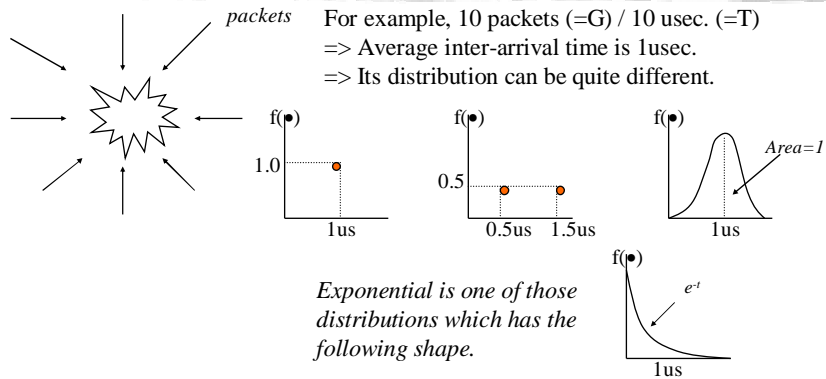 packets
For example, 10 packets (=G) / 10 usec. (=T)
=> Average inter-arrival time is 1usec.
=> Its distribution can be quite different.
f(●)
1.0
1us
f(●)
0.5
0.5us 1.5us
f(●)
Area=1
1us
Exponential is one of those
distributions which has the
following shape.
f(●)
e-t
1us